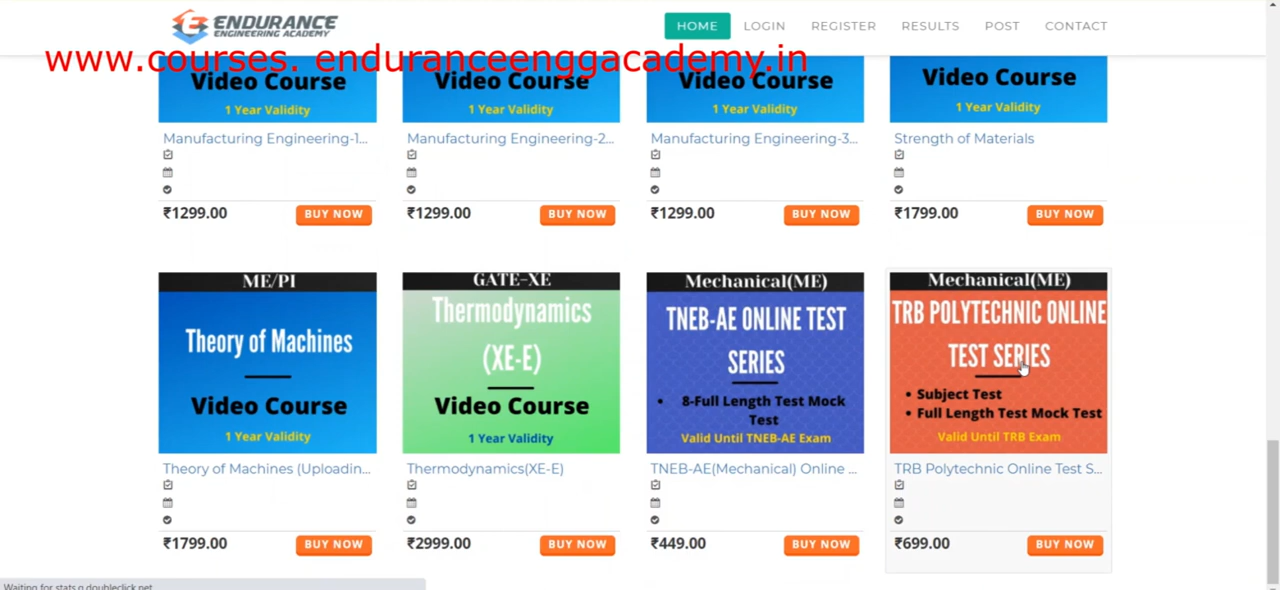 ENDURANCE
ENGINEERING ACADEMY
HOME LOGIN REGISTER RESULTS POST CONTACT
www.courses. enduranceenggacademy.in
Video Course Video Course Video Course Video Course
1 Year Validity 1 Year Validity 1 Year Validity 1 Year Validity
Manufacturing Engineering-1... Manufacturing Engineering-2... Manufacturing Engineering-3... Strength of Materials
₹1299.00 BUY NOW ₹1299.00 BUY NOW ₹1299.00 BUY NOW ₹1799.00 BUY NOW
ME/PI
Theory of Machines
Video Course
1 Year Validity
Theory of Machines (Uploadin...
₹1799.00 BUY NOW
GATE-XE
Thermodynamics
(XE-E)
Video Course
1 Year Validity
Thermodynamics(XE-E)
₹2999.00 BUY NOW
Mechanical(ME)
TNEB-AE ONLINE TEST
SERIES
• 8-Full Length Test Mock
Test
Valid Until TNEB-AE Exam
TNEB-AE(Mechanical) Online ...
₹449.00 BUY NOW
Mechanical(ME)
TRB POLYTECHNIC ONLINE
TEST SERIES
• Subject Test
• Full Length Test Mock Test
Valid Until TRB Exam
TRB Polytechnic Online Test S...
₹699.00 BUY NOW
Waiting for stats.g.doubleclick.net